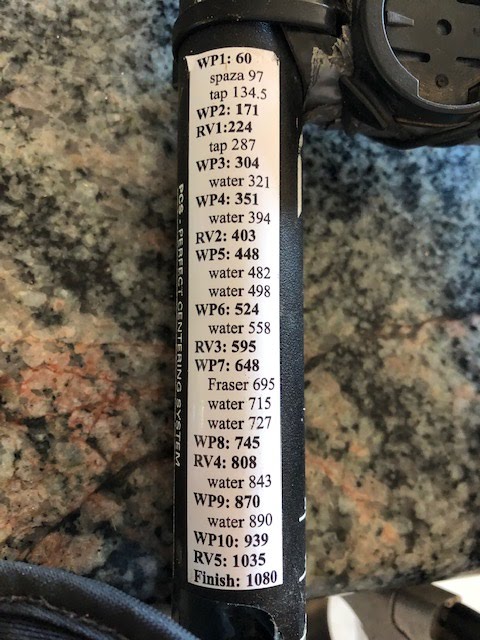 WP1: 60
spaza 97
tap 134.5
WP2: 171
RV1:224
tap 287
WP3: 304
water 321
WP4: 351
water 394
RV2: 403
WP5: 448
water 482
water 498
WP6: 524
water 558
RV3: 595
WP7: 648
Fraser 695
water 715
water 727
WP8: 745
RV4: 808
water 843
WP9: 870
water 890
WP10: 939
RV5: 1035
Finish: 1080
PCS - PERFECT CENTERING SYSTEM